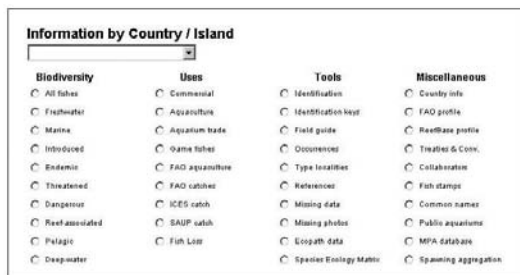 Information by Country / Island
Biodiversity Uses Tools Miscellaneous
All fishes Commercial Identification Country info
Freshwater Aquaculture Identification keys FAO profile
Marine Aquarium trade Field guide ReefBase profile
Introduced Game fishes Occurrences Treaties & Conv.
Endemic FAO aquaculture Type localities Collaborators
Threatened FAO catches References Fish stamps
Dangerous ICES catch Missing data Common names
Reef-associated SAUP catch Missing photos Public aquariums
Pelagic Fish Loss Ecopath data MPA database
Deepwater Species Ecology Matrix Spawning aggregation